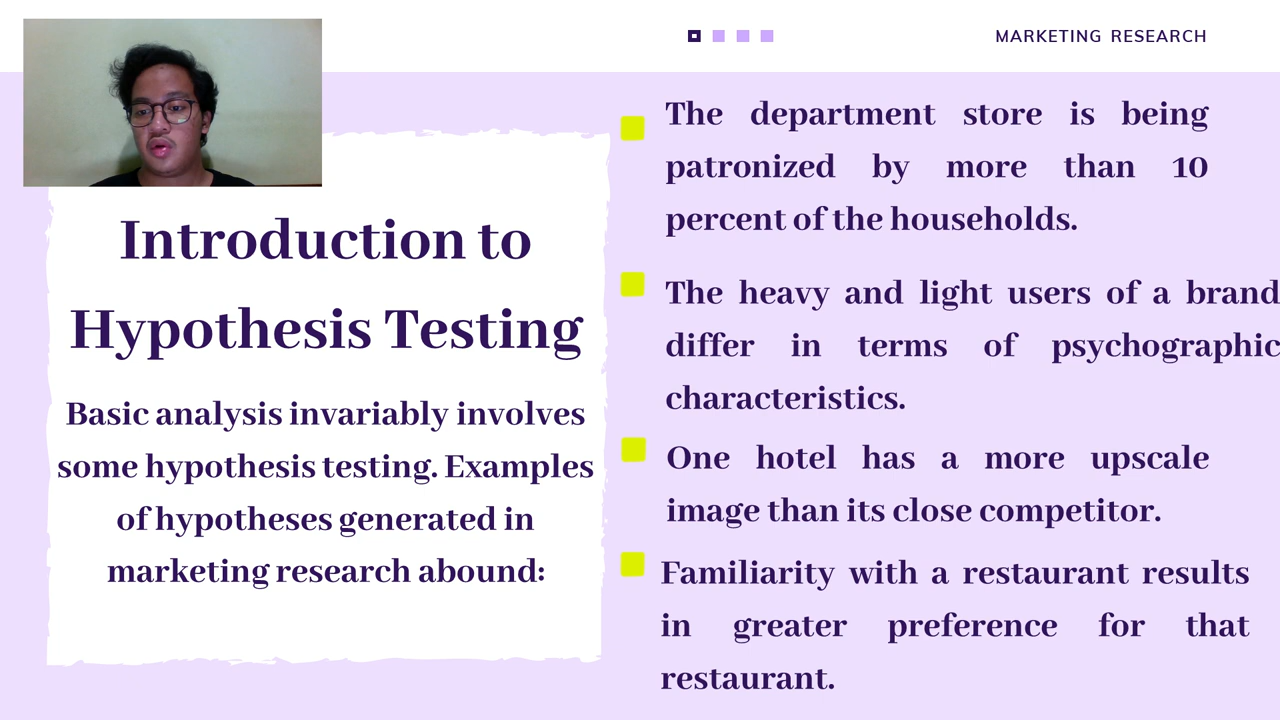 MARKETING RESEARCH
Introduction to
Hypothesis Testing
Basic analysis invariably involves
some hypothesis testing. Examples
of hypotheses generated in
marketing research abound:
The department store is being
patronized by more than 10
percent of the households.
The heavy and light users of a brand
differ in terms of psychographic
characteristics.
One hotel has a more upscale
image than its close competitor.
Familiarity with a restaurant results
in greater preference for that
restaurant.